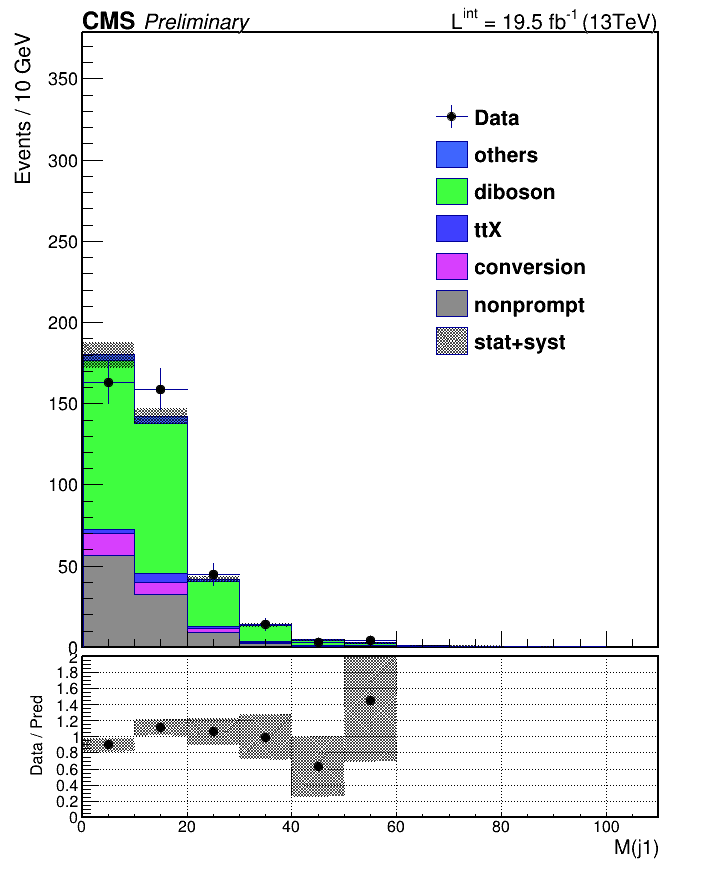 CMS Preliminary
L^int = 19.5 fb^-1 (13TeV)
Events / 10 GeV
350
300
250
200
150
100
50
0
Data
others
diboson
ttX
conversion
nonprompt
stat+syst
Data / Pred
2
1.8
1.6
1.4
1.2
1
0.8
0.6
0.4
0.2
0
0 20 40 60 80 100
M(j1)